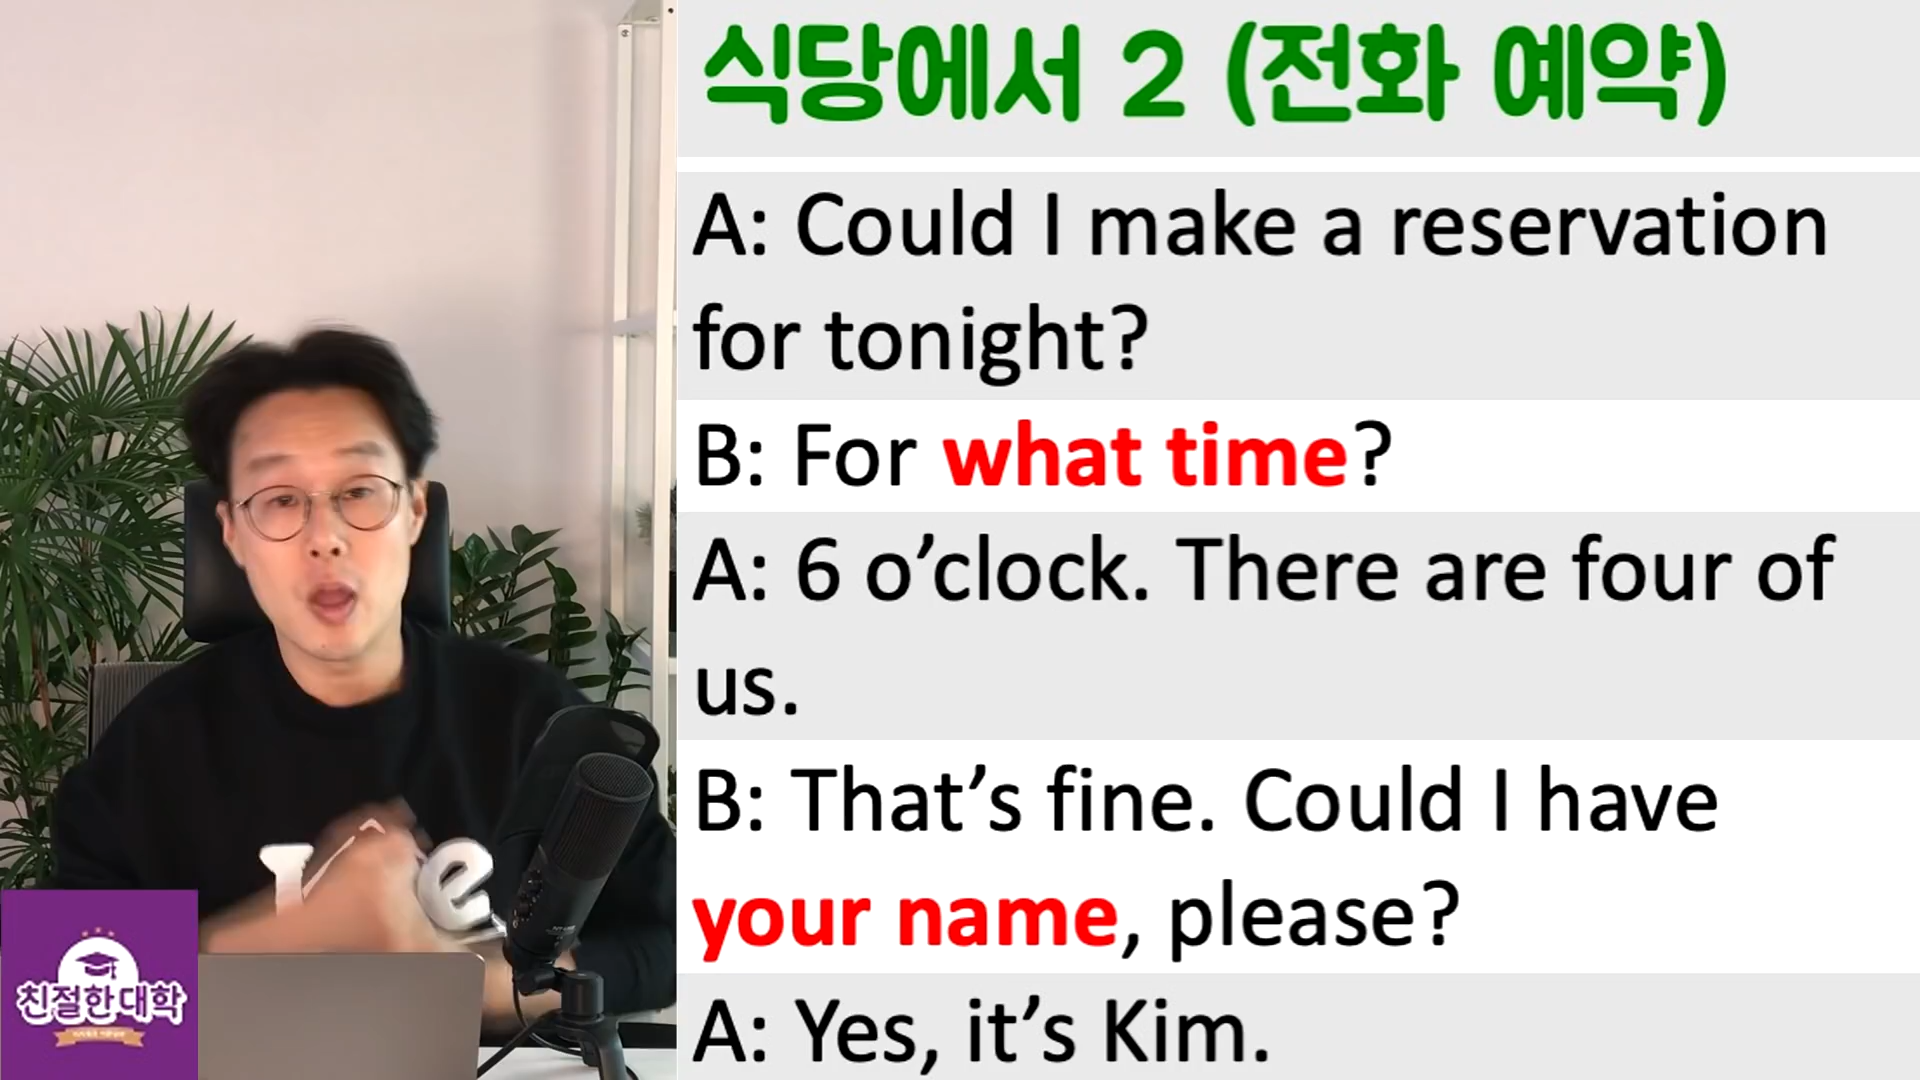 식당에서 2 (전화 예약)
A: Could I make a reservation
for tonight?
B: For what time?
A: 6 o’clock. There are four of
us.
B: That’s fine. Could I have
your name, please?
A: Yes, it’s Kim.
친절한대학